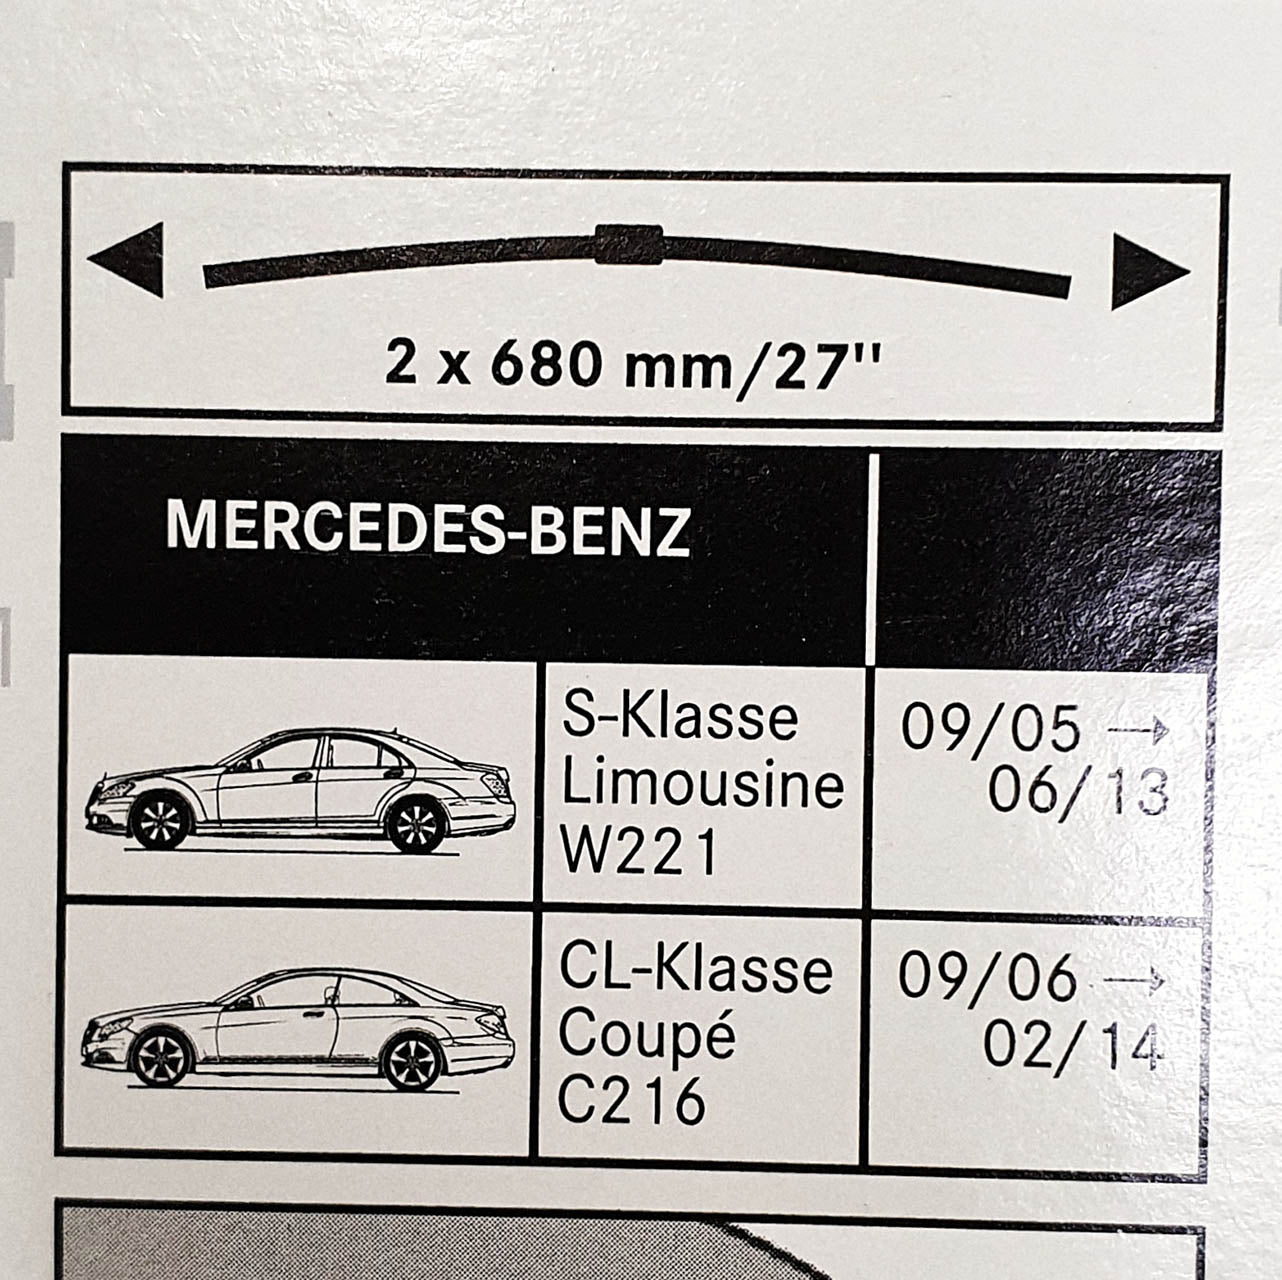 2 x 680 mm/27"
MERCEDES-BENZ
S-Klasse
Limousine
W221
09/05 →
06/13
CL-Klasse
Coupé
C216
09/06 →
02/14